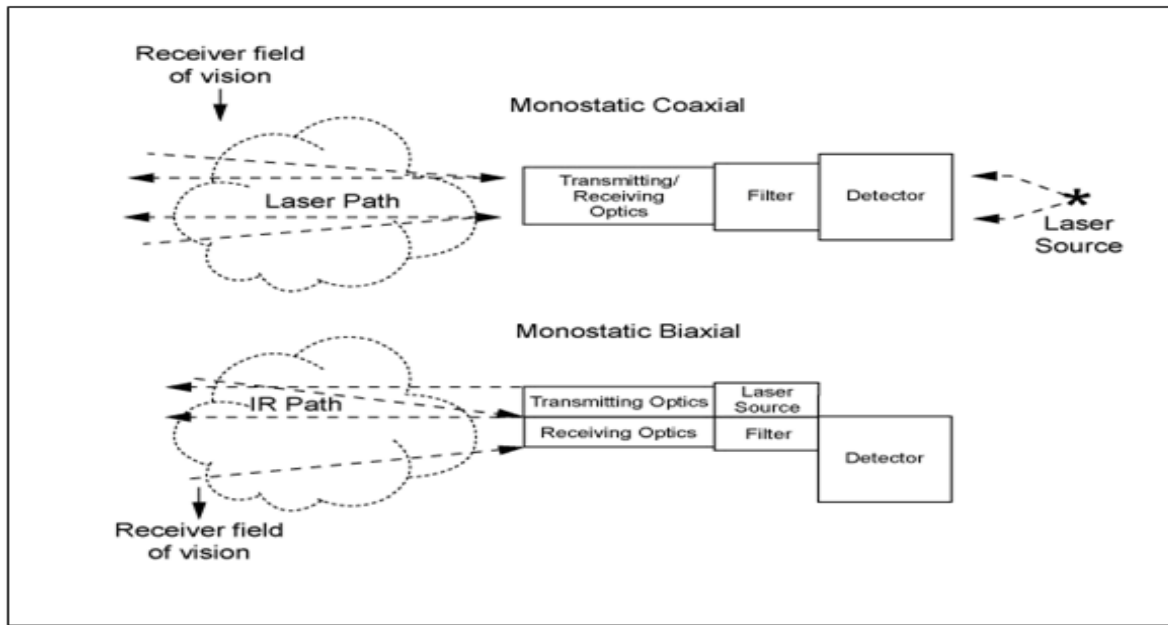 Receiver field
of vision
Monostatic Coaxial
Laser Path
Transmitting/
Receiving
Optics
Filter
Detector
Laser
Source
Monostatic Biaxial
IR Path
Transmitting Optics
Laser
Source
Receiving Optics
Filter
Detector
Receiver field
of vision